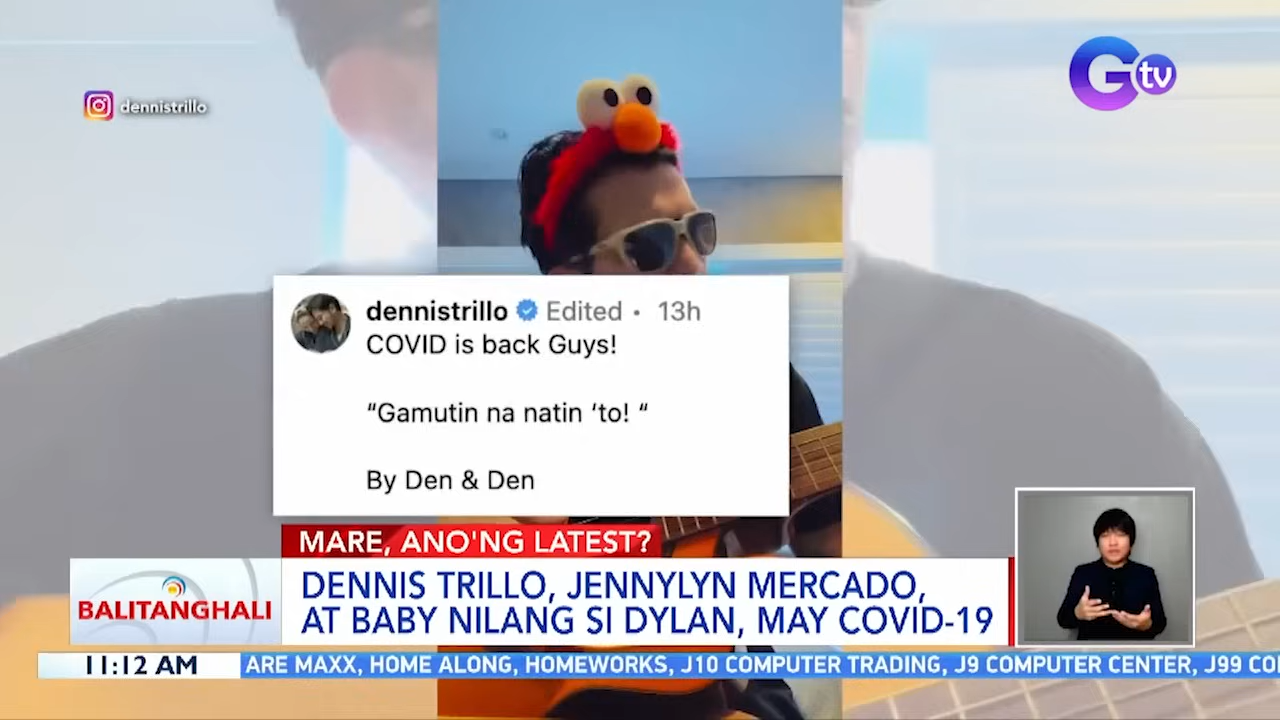 dennistrillo
Gtv
dennistrillo Edited • 13h
COVID is back Guys!
“Gamutin na natin ‘to! “
By Den & Den
MARE, ANO'NG LATEST?
BALITANGHALI
DENNIS TRILLO, JENNYLYN MERCADO,
AT BABY NILANG SI DYLAN, MAY COVID-19
11:12 AM
ARE MAXX, HOME ALONG, HOMEWORKS, J10 COMPUTER TRADING, J9 COMPUTER CENTER, J99 CO